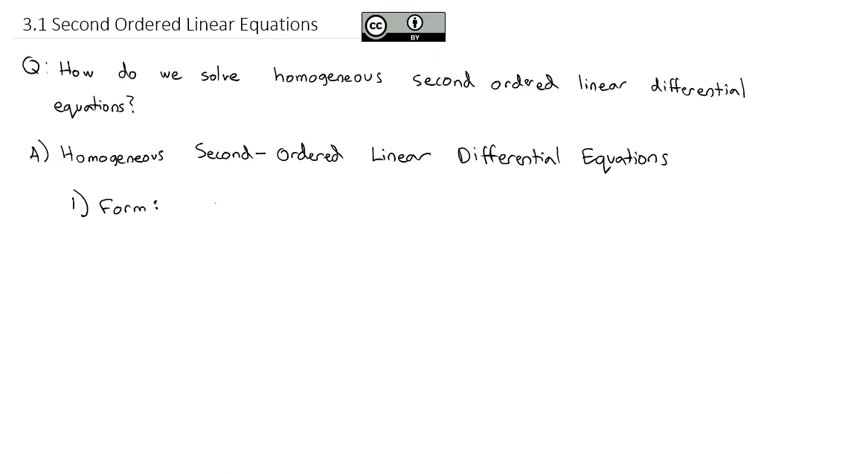 3.1 Second Ordered Linear Equations
cc BY
Q: How do we solve homogeneous second ordered linear differential
equations?
A) Homogeneous Second-Ordered Linear Differential Equations
1) Form: